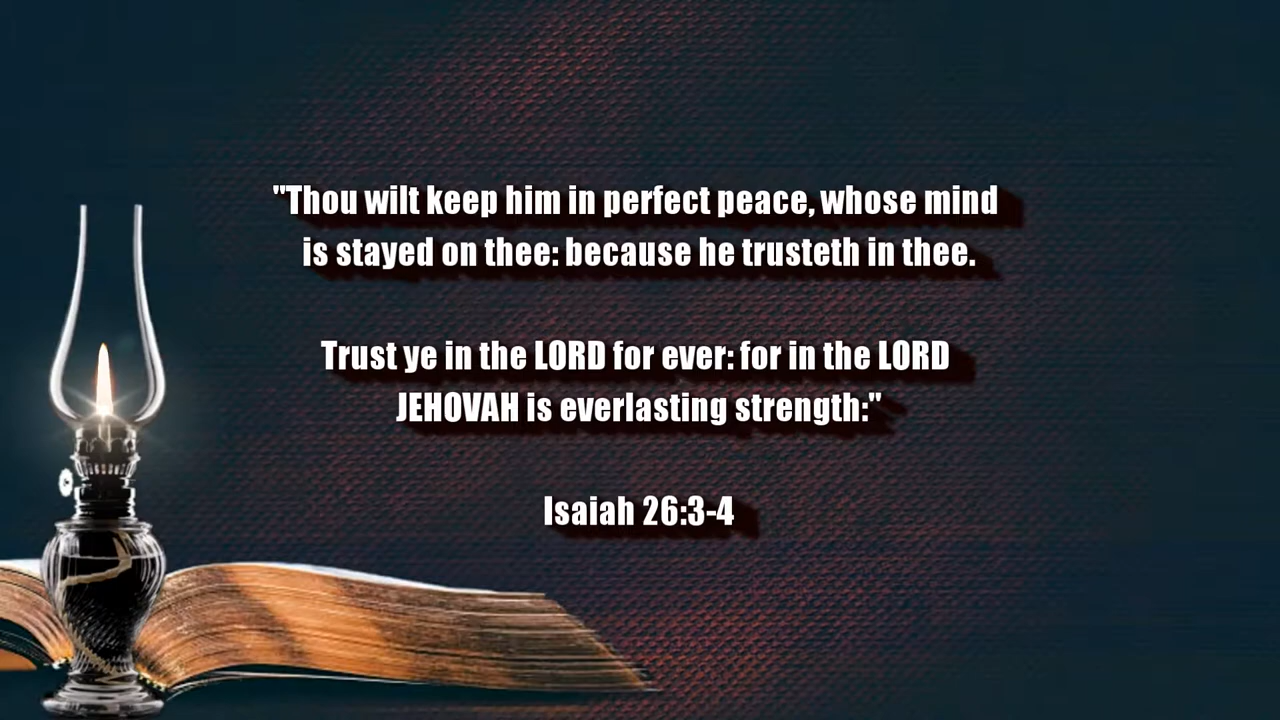 "Thou wilt keep him in perfect peace, whose mind
is stayed on thee: because he trusteth in thee.
Trust ye in the LORD for ever: for in the LORD
JEHOVAH is everlasting strength:"
Isaiah 26:3-4